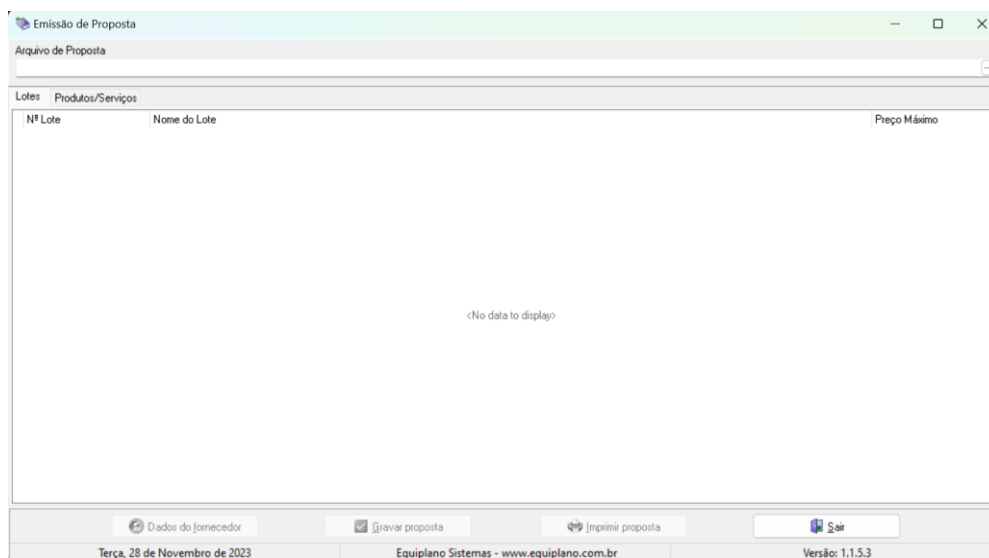 Emissão de Proposta
Arquivo de Proposta
Lotes Produtos/Serviços
Nº Lote Nome do Lote Preço Máximo
<No data to display>
Dados do fornecedor Gravar proposta Imprimir proposta Sair
Terça, 28 de Novembro de 2023 Equiplano Sistemas - www.equiplano.com.br Versão: 1.1.5.3